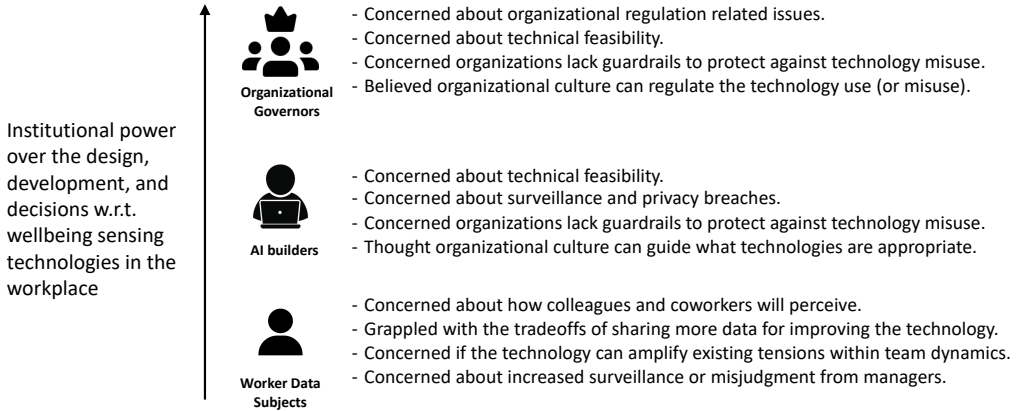 Institutional power
over the design,
development, and
decisions w.r.t.
wellbeing sensing
technologies in the
workplace
Organizational
Governors
- Concerned about organizational regulation related issues.
- Concerned about technical feasibility.
- Concerned organizations lack guardrails to protect against technology misuse.
- Believed organizational culture can regulate the technology use (or misuse).
AI builders
- Concerned about technical feasibility.
- Concerned about surveillance and privacy breaches.
- Concerned organizations lack guardrails to protect against technology misuse.
- Thought organizational culture can guide what technologies are appropriate.
Worker Data
Subjects
- Concerned about how colleagues and coworkers will perceive.
- Grappled with the tradeoffs of sharing more data for improving the technology.
- Concerned if the technology can amplify existing tensions within team dynamics.
- Concerned about increased surveillance or misjudgment from managers.